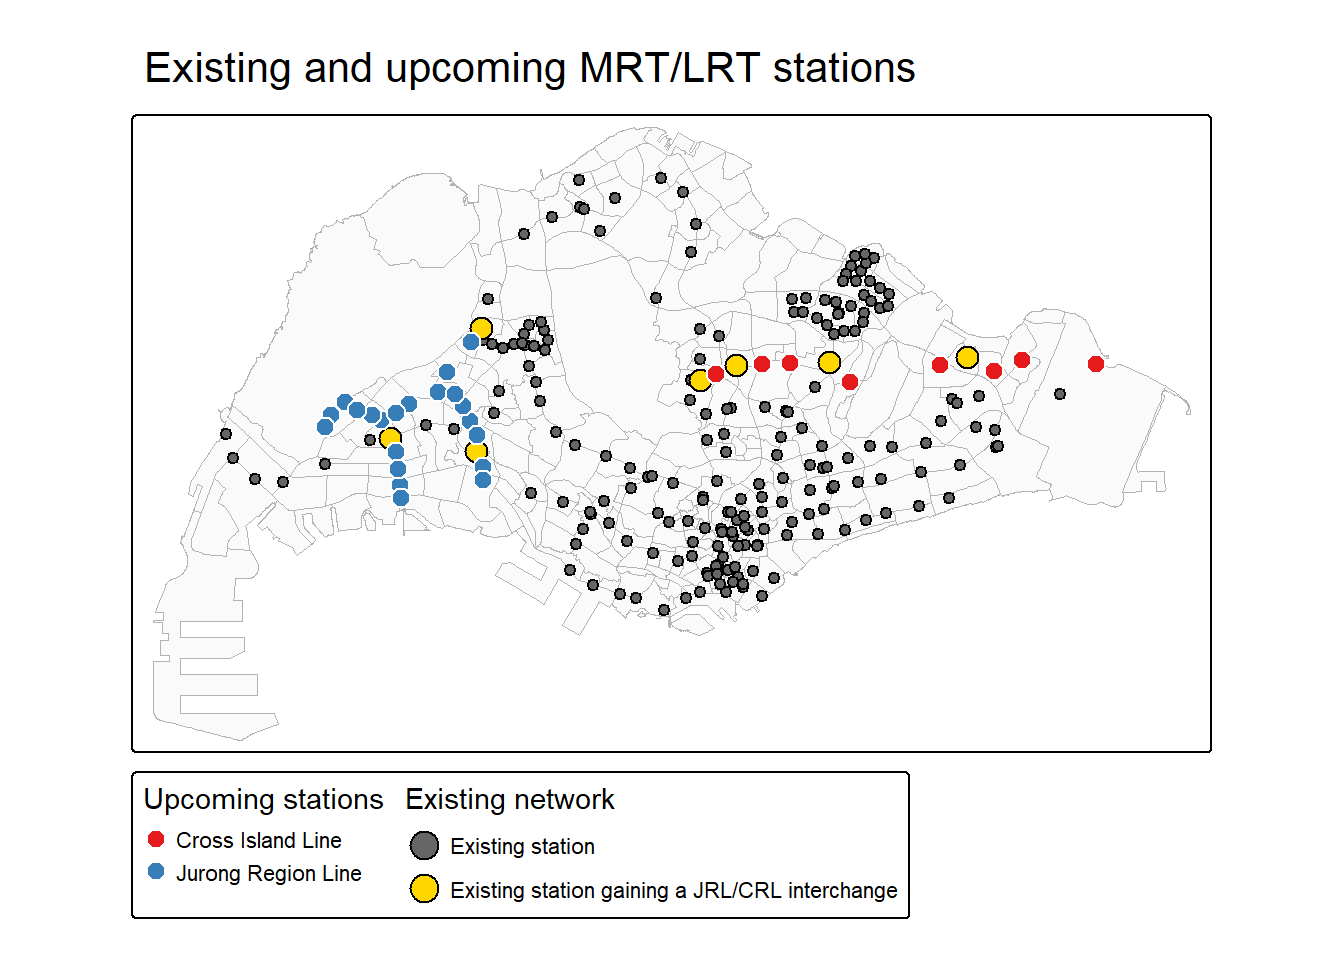 Existing and upcoming MRT/LRT stations
Upcoming stations
Cross Island Line
Jurong Region Line
Existing network
Existing station
Existing station gaining a JRL/CRL interchange